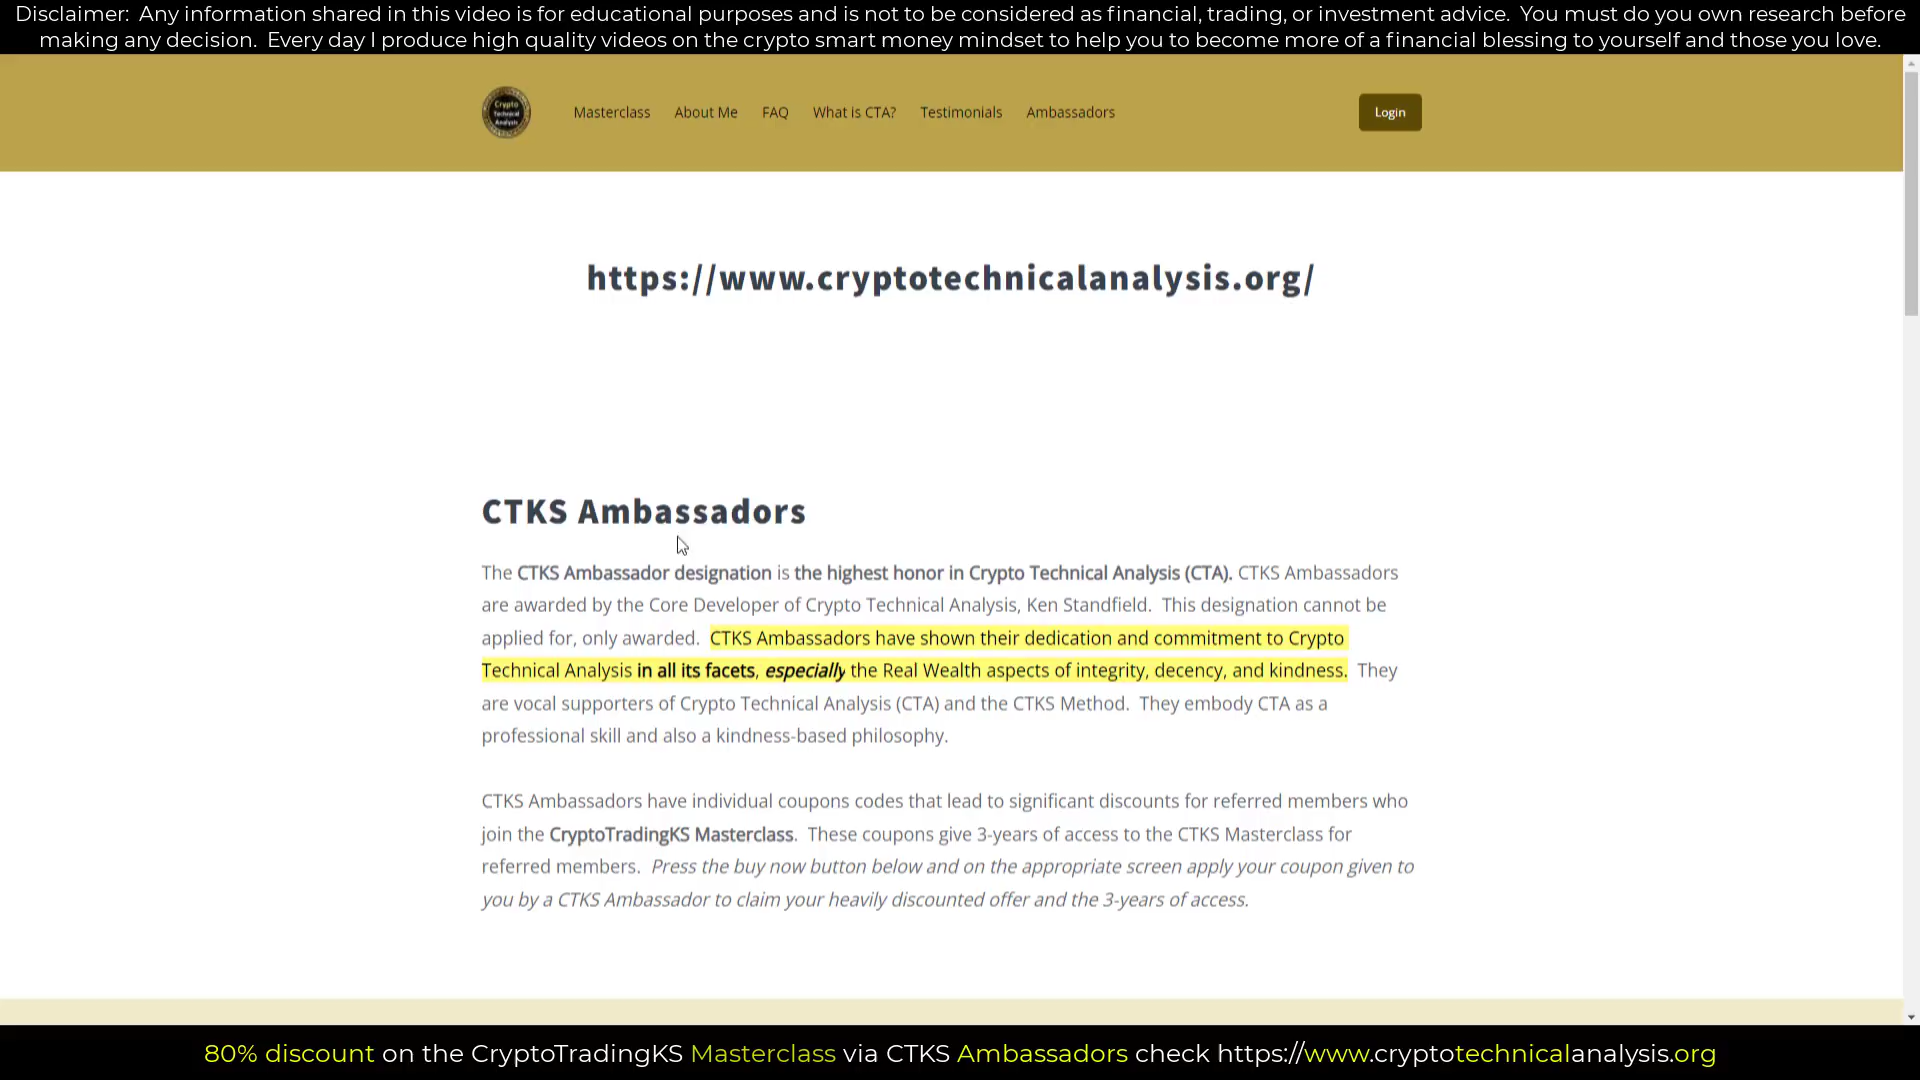 Disclaimer: Any information shared in this video is for educational purposes and is not to be considered as financial, trading, or investment advice. You must do you own research before
making any decision. Every day I produce high quality videos on the crypto smart money mindset to help you to become more of a financial blessing to yourself and those you love.
Crypto
Technical
Analysis
Masterclass About Me FAQ What is CTA? Testimonials Ambassadors Login
https://www.cryptotechnicalanalysis.org/
CTKS Ambassadors
The CTKS Ambassador designation is the highest honor in Crypto Technical Analysis (CTA). CTKS Ambassadors
are awarded by the Core Developer of Crypto Technical Analysis, Ken Standfield. This designation cannot be
applied for, only awarded. CTKS Ambassadors have shown their dedication and commitment to Crypto
Technical Analysis in all its facets, especially the Real Wealth aspects of integrity, decency, and kindness. They
are vocal supporters of Crypto Technical Analysis (CTA) and the CTKS Method. They embody CTA as a
professional skill and also a kindness-based philosophy.
CTKS Ambassadors have individual coupons codes that lead to significant discounts for referred members who
join the CryptoTradingKS Masterclass. These coupons give 3-years of access to the CTKS Masterclass for
referred members. Press the buy now button below and on the appropriate screen apply your coupon given to
you by a CTKS Ambassador to claim your heavily discounted offer and the 3-years of access.
80% discount on the CryptoTradingKS Masterclass via CTKS Ambassadors check https://www.cryptotechnicalanalysis.org